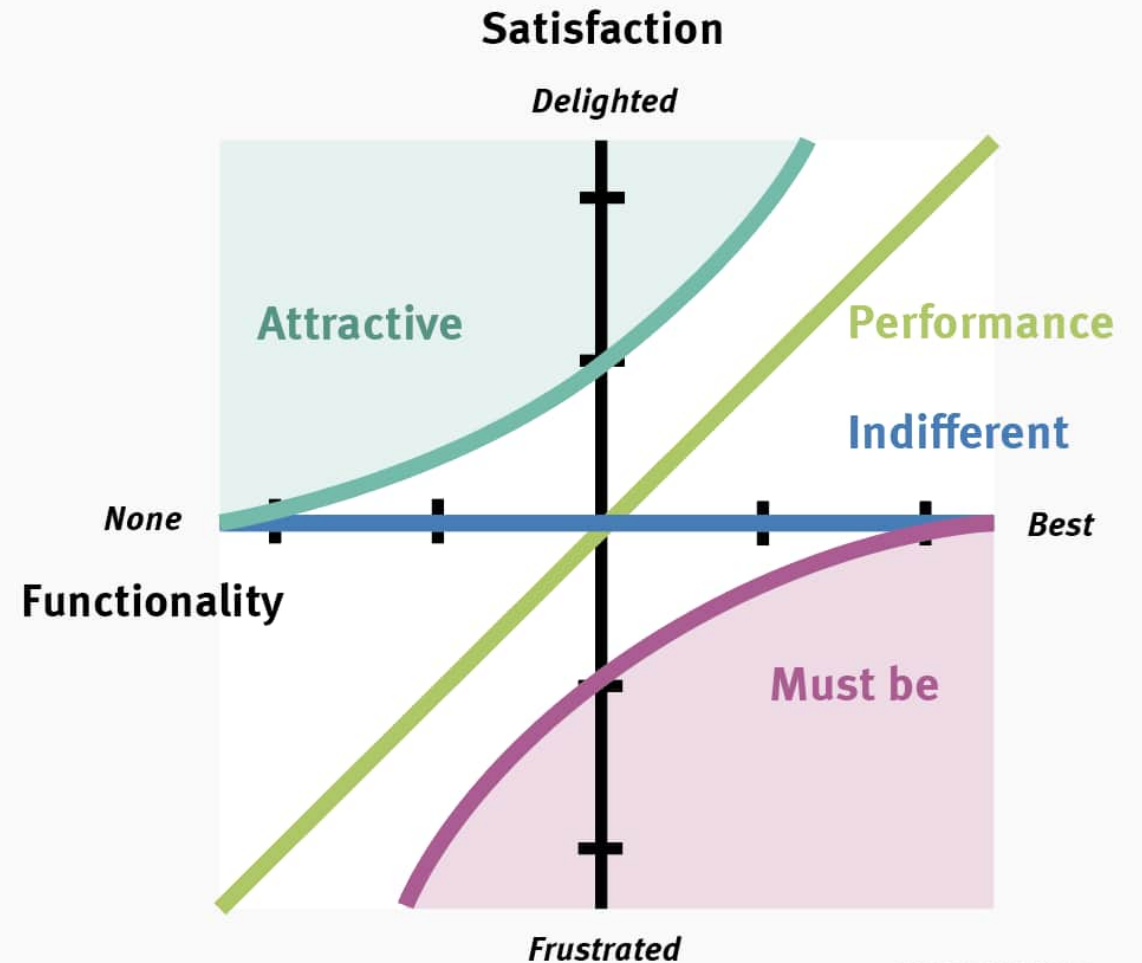 Satisfaction
Delighted
Attractive
Performance
Indifferent
None
Best
Functionality
Must be
Frustrated